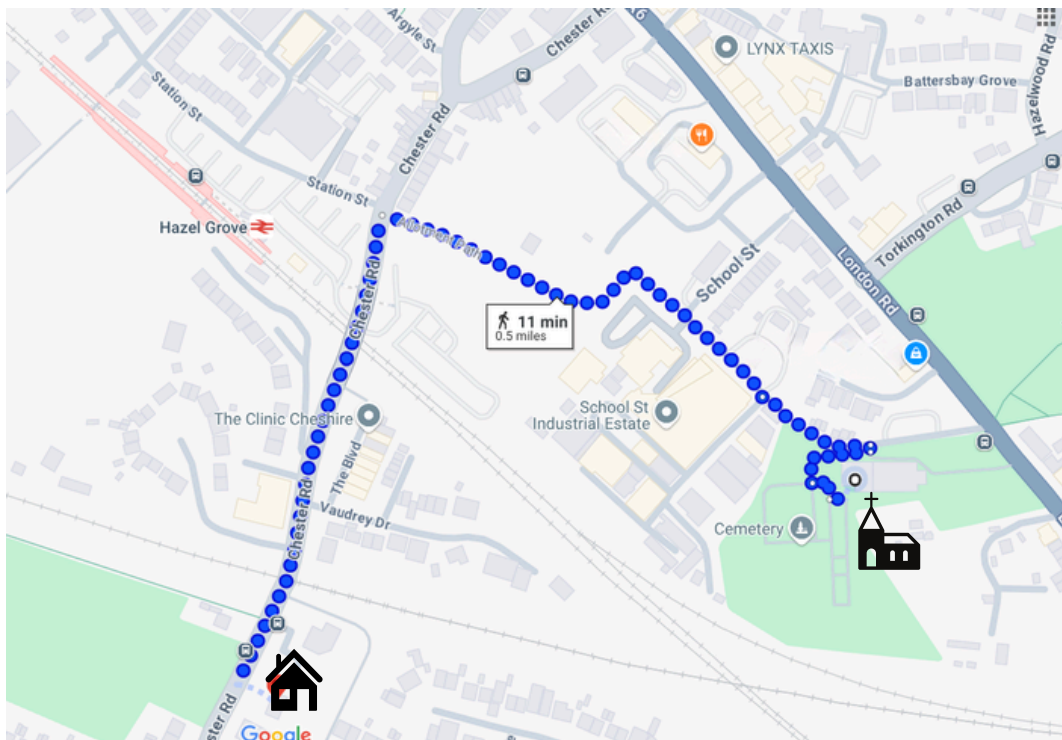 Argyle St
Chester Rd
A6
LYNX TAXIS
Battersbay Grove
Hazelwood Rd
Station St
Chester Rd
Station St
Hazel Grove
Torkington Rd
School St
London Rd
Chester Rd
11 min
0.5 miles
The Clinic Cheshire
School St
Industrial Estate
The Blvd
Chester Rd
Vaudrey Dr
Cemetery
Chester Rd
Google